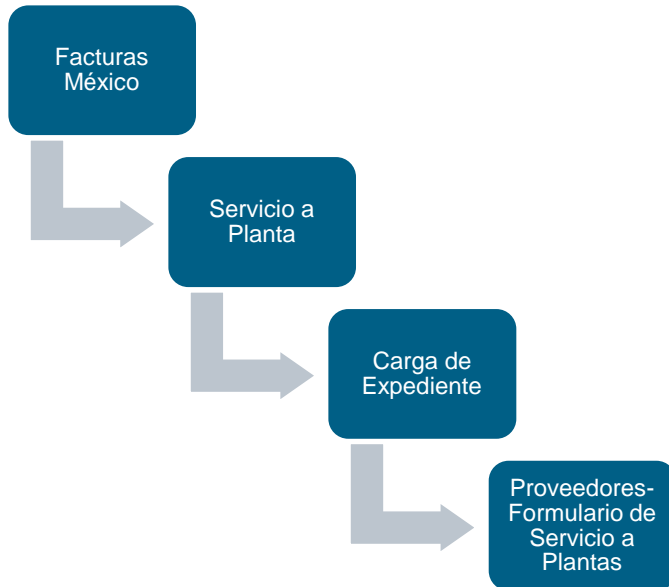 Facturas
México
Servicio a
Planta
Carga de
Expediente
Proveedores-
Formulario de
Servicio a
Plantas